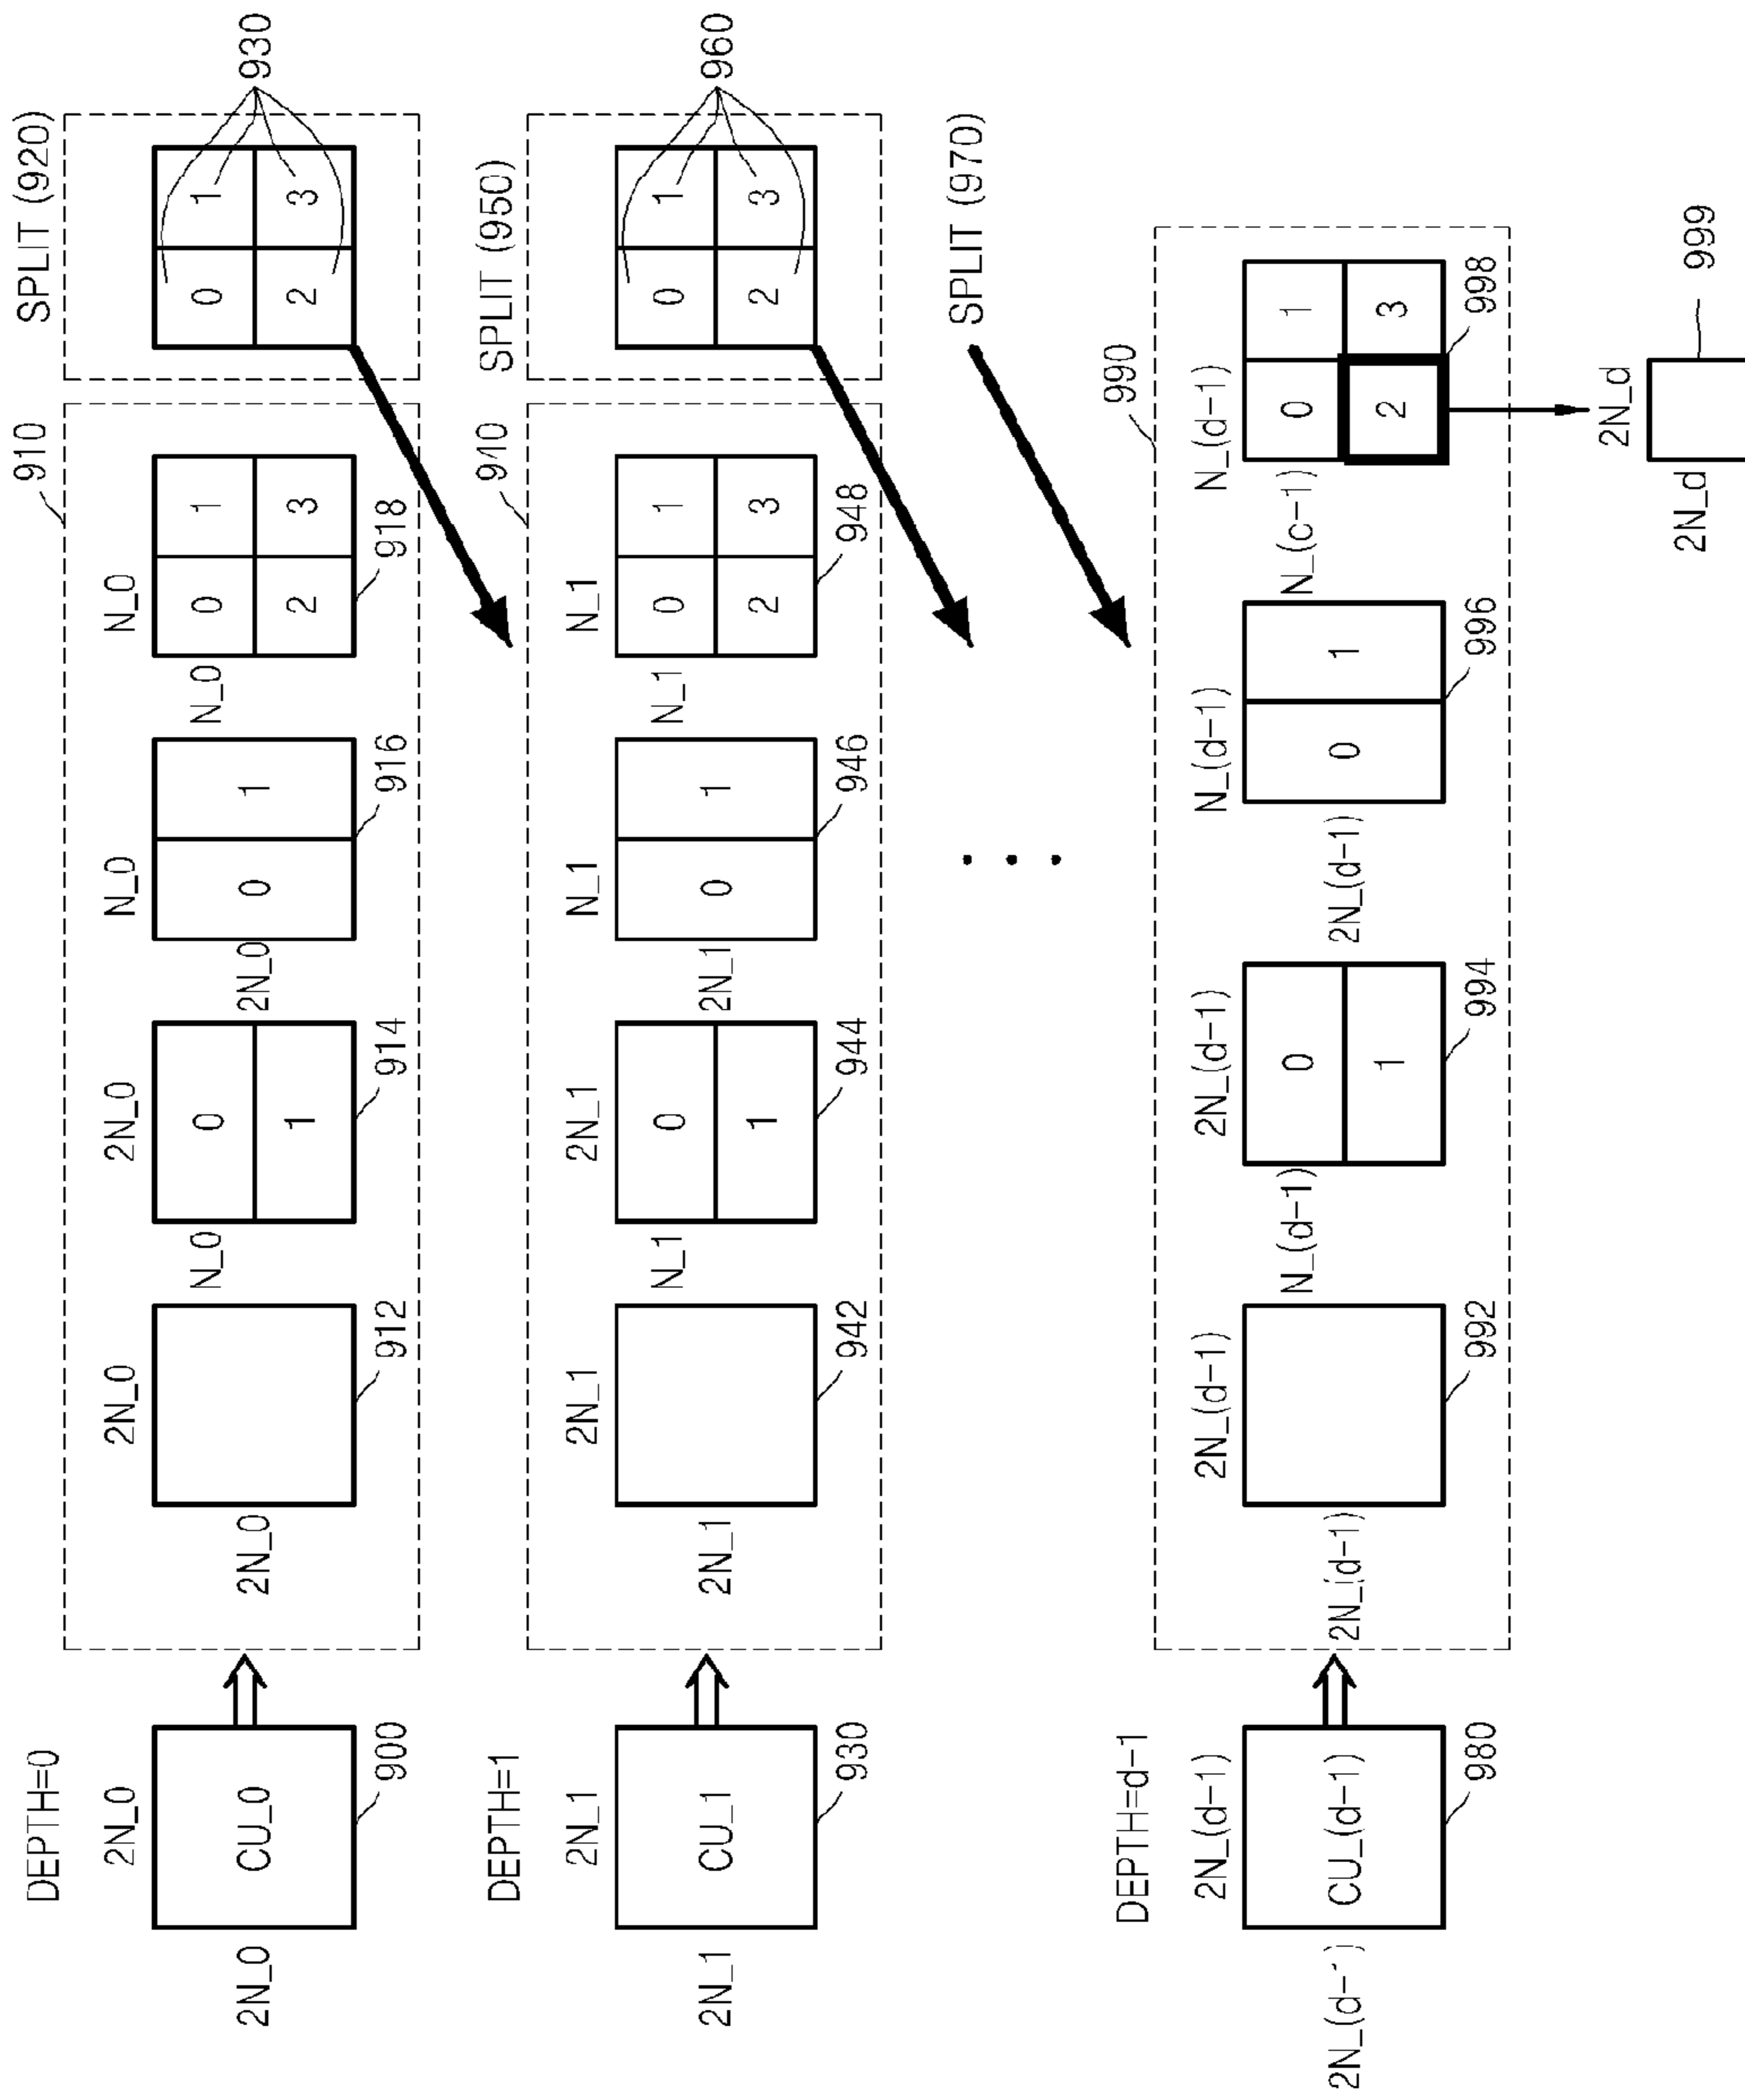 DEPTH=0
2N_0
2N_0
CU_0
900
910
2N_0
2N_0
912
2N_0
N_0
0
1
914
N_0
2N_0
0
1
916
N_0
N_0
0
1
2
3
918
SPLIT (920)
0
1
2
3
930
DEPTH=1
2N_1
2N_1
CU_1
930
940
2N_1
2N_1
942
2N_1
N_1
0
1
944
N_1
2N_1
0
1
946
N_1
N_1
0
1
2
3
948
SPLIT (950)
0
1
2
3
960
SPLIT (970)
DEPTH=d-1
2N_(d-1)
2N_(d-1)
CU_(d-1)
980
990
2N_(d-1)
2N_(d-1)
992
2N_(d-1)
N_(d-1)
0
1
994
N_(d-1)
2N_(d-1)
0
1
996
N_(d-1)
N_(c-1)
0
1
2
3
998
2N_d
2N_d
999